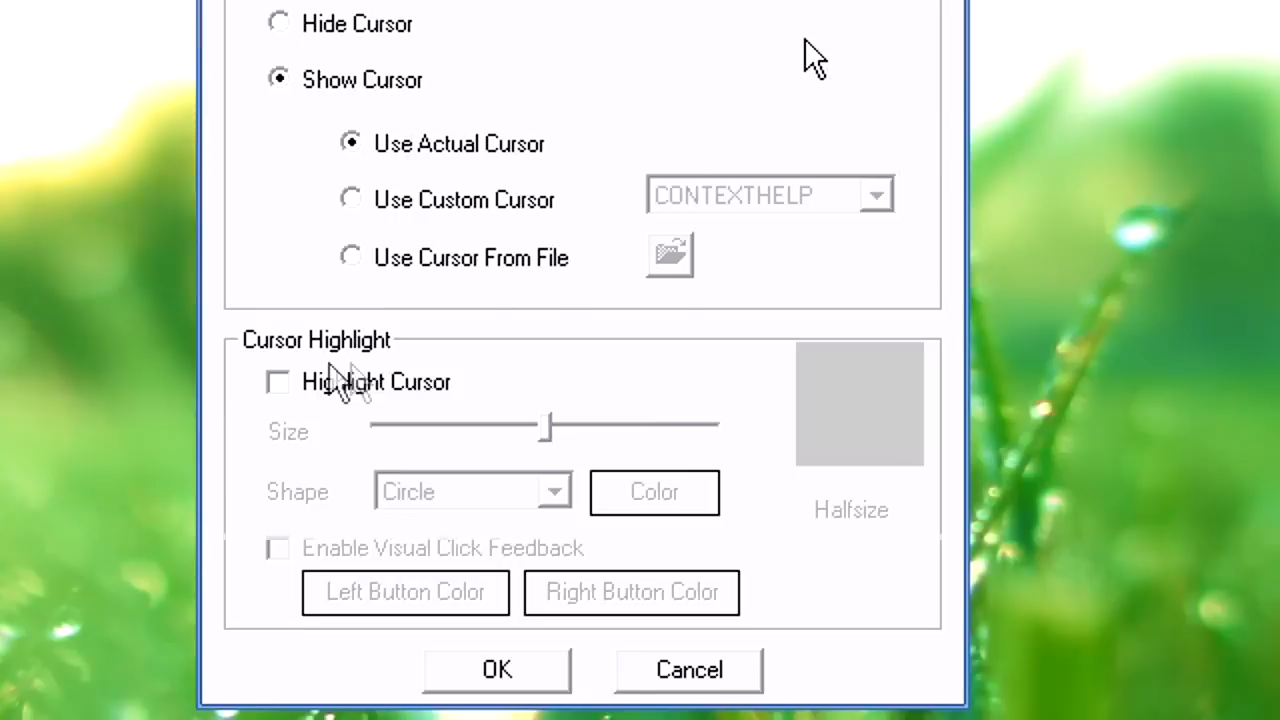 Hide Cursor
Show Cursor
Use Actual Cursor
Use Custom Cursor CONTEXTHELP
Use Cursor From File
Cursor Highlight
Highlight Cursor
Size
Shape Circle Color
Halfsize
Enable Visual Click Feedback
Left Button Color Right Button Color
OK Cancel